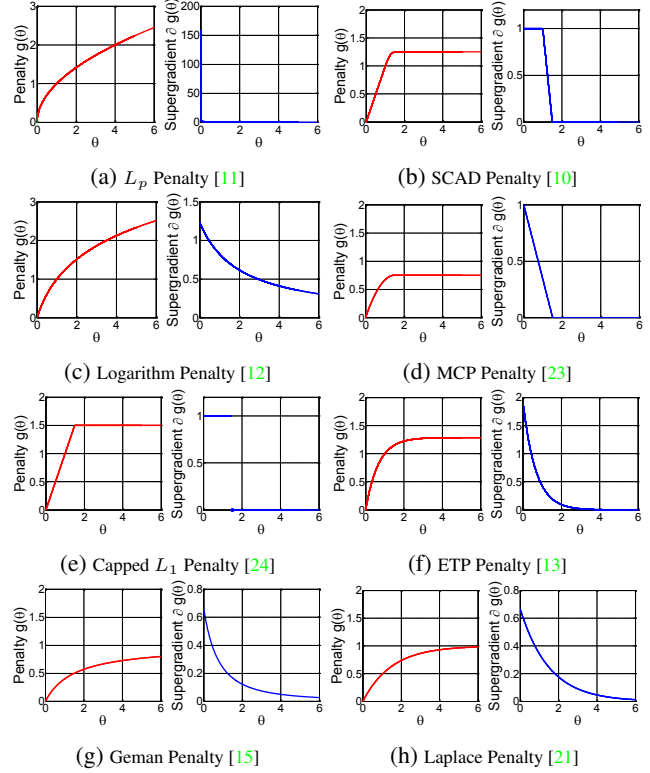 Penalty g(θ)
3
2
1
0
0 2 4 6
θ
Supergradient ∂ g(θ)
200
150
100
50
0
0 2 4 6
θ
(a) Lp Penalty [11]
Penalty g(θ)
2
1.5
1
0.5
0
0 2 4 6
θ
Supergradient ∂ g(θ)
1
0.5
0
0 2 4 6
θ
(b) SCAD Penalty [10]
Penalty g(θ)
3
2
1
0
0 2 4 6
θ
Supergradient ∂ g(θ)
1.5
1
0.5
0
0 2 4 6
θ
(c) Logarithm Penalty [12]
Penalty g(θ)
2
1.5
1
0.5
0
0 2 4 6
θ
Supergradient ∂ g(θ)
1
0.5
0 2 4 6
θ
(d) MCP Penalty [23]
Penalty g(θ)
2
1.5
1
0.5
0
0 2 4 6
θ
Supergradient ∂ g(θ)
1
0.5
0
0 2 4 6
θ
(e) Capped L1 Penalty [24]
Penalty g(θ)
2
1.5
1
0.5
0
0 2 4 6
θ
Supergradient ∂ g(θ)
2
1.5
1
0.5
0
0 2 4 6
θ
(f) ETP Penalty [13]
Penalty g(θ)
2
1.5
1
0.5
0
0 2 4 6
θ
Supergradient ∂ g(θ)
0.8
0.6
0.4
0.2
0
0 2 4 6
θ
(g) Geman Penalty [15]
Penalty g(θ)
2
1.5
1
0.5
0
0 2 4 6
θ
Supergradient ∂ g(θ)
0.8
0.6
0.4
0.2
0
0 2 4 6
θ
(h) Laplace Penalty [21]